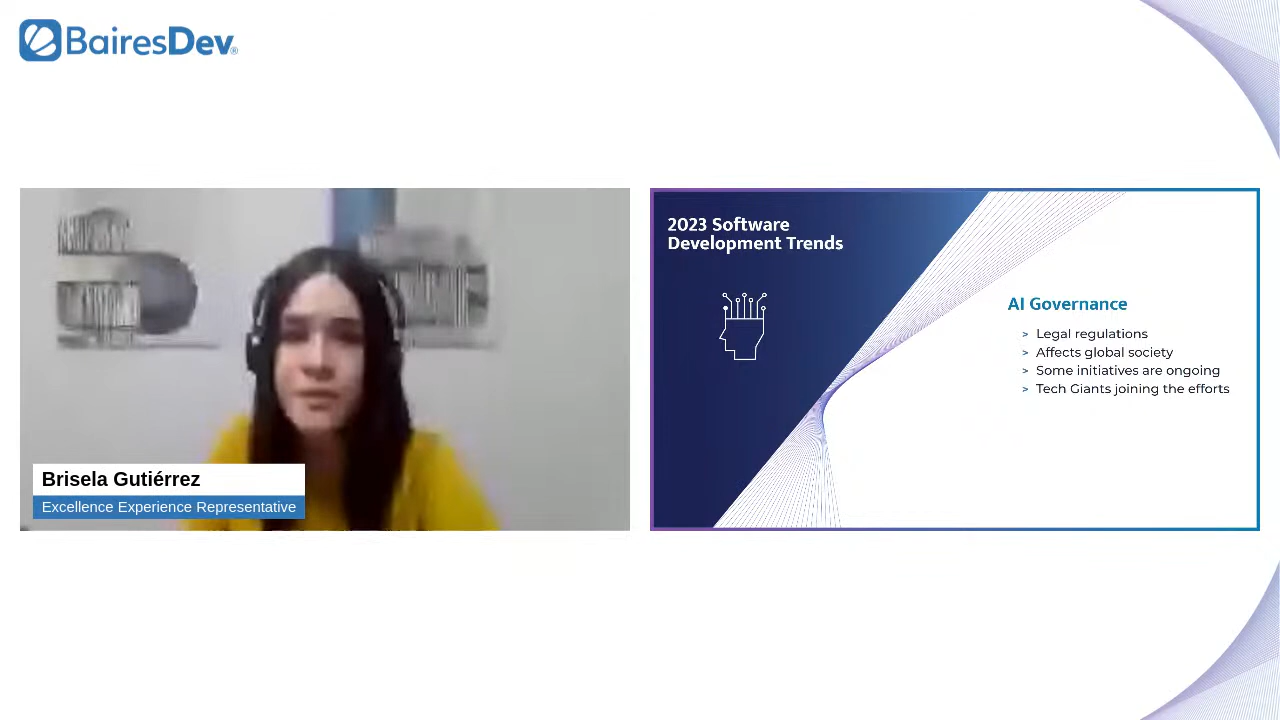 BairesDev®
Brisela Gutiérrez
Excellence Experience Representative
2023 Software
Development Trends
AI Governance
> Legal regulations
> Affects global society
> Some initiatives are ongoing
> Tech Giants joining the efforts